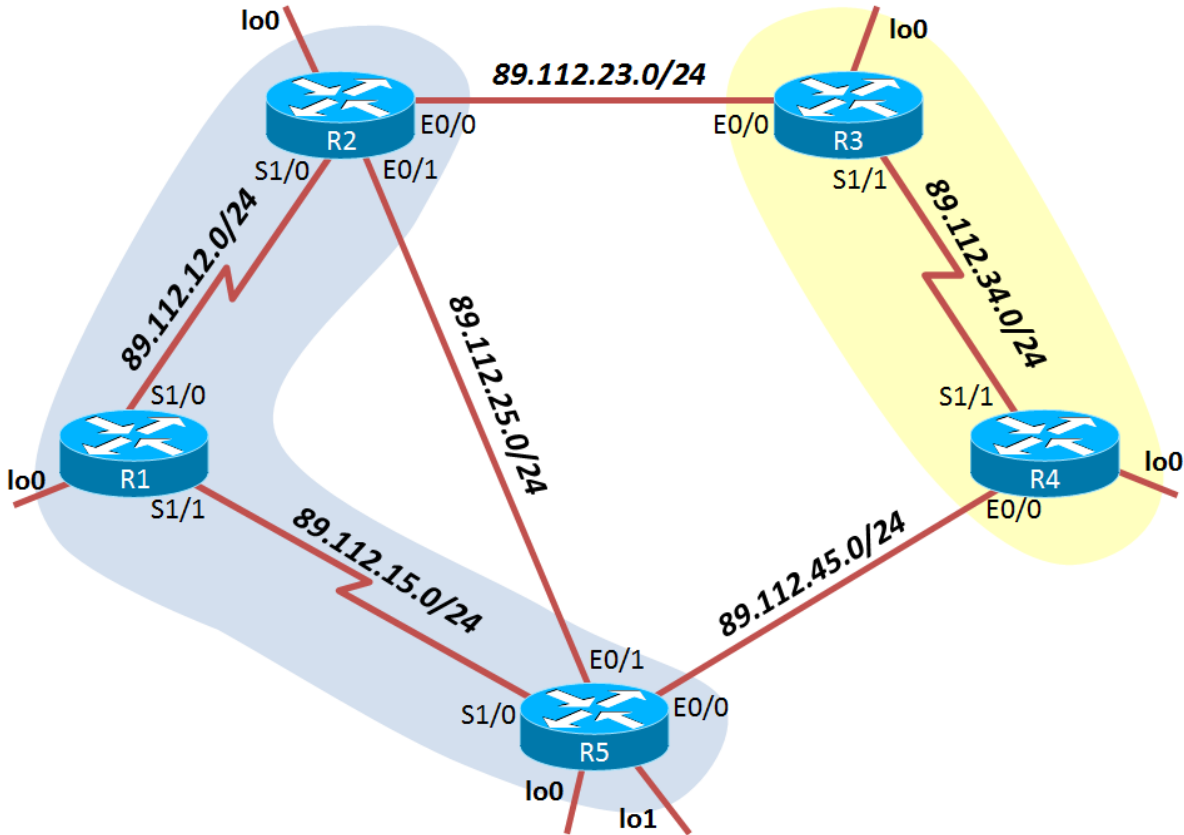 lo0
lo0
89.112.23.0/24
E0/0
E0/0
R2
R3
S1/0
E0/1
S1/1
89.112.12.0/24
89.112.34.0/24
89.112.25.0/24
S1/0
S1/1
R1
R4
lo0
lo0
S1/1
E0/0
89.112.15.0/24
89.112.45.0/24
E0/1
S1/0
E0/0
R5
lo0
lo1